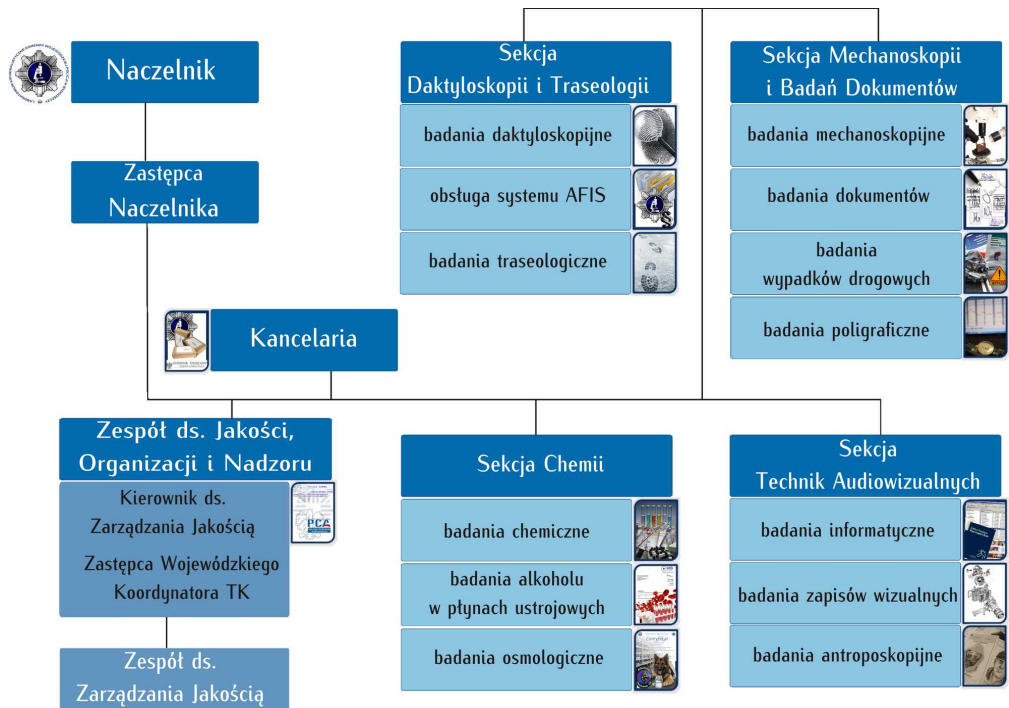 Naczelnik
Zastępca
Naczelnika
Kancelaria
Sekcja
Daktyloskopii i Traseologii
badania daktyloskopijne
obsługa systemu AFIS
badania traseologiczne
Sekcja Mechanoskopii
i Badań Dokumentów
badania mechanoskopijne
badania dokumentów
badania
wypadków drogowych
badania poligraficzne
Zespół ds. Jakości,
Organizacji i Nadzoru
Kierownik ds.
Zarządzania Jakością
PCA
Zastępca Wojewódzkiego
Koordynatora TK
Zespół ds.
Zarządzania Jakością
Sekcja Chemii
badania chemiczne
badania alkoholu
w płynach ustrojowych
badania osmologiczne
Certyfikat
Sekcja
Technik Audiowizualnych
badania informatyczne
badania zapisów wizualnych
badania antroposkopijne